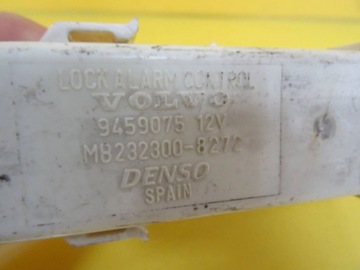 LOCK ALARM CONTROL
VOLVO
9459075 12V
MB232300-8272
DENSO
SPAIN